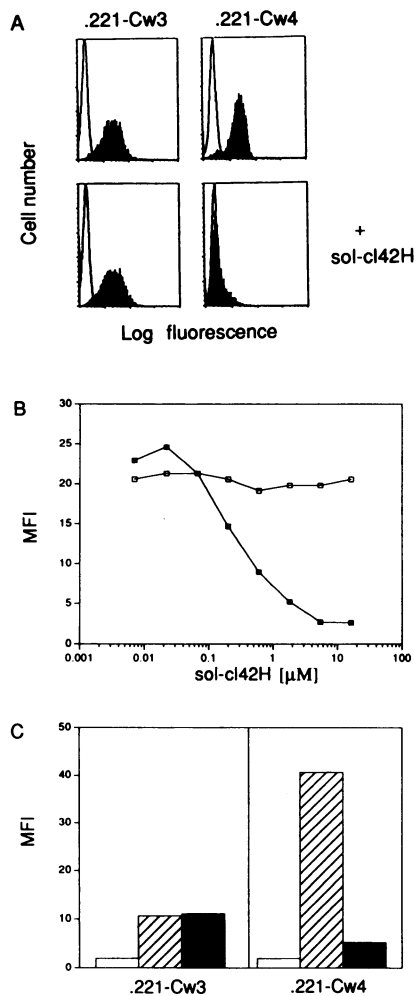 A
.221-Cw3 .221-Cw4
Cell number
+
sol-cl42H
Log fluorescence
B
30
25
20
15
10
5
0
MFI
0.001 0.01 0.1 1 10 100
sol-cl42H [µM]
C
50
40
30
20
10
0
MFI
.221-Cw3 .221-Cw4